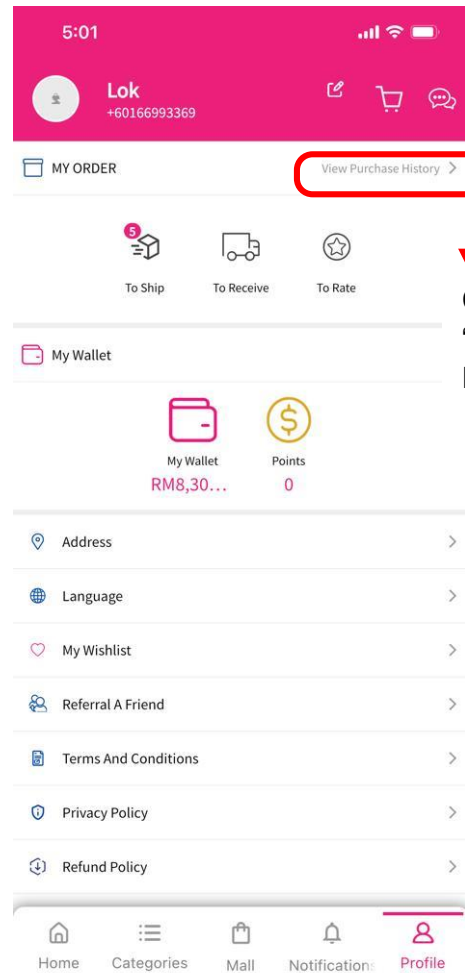 5:01
Lok
+60166993369
MY ORDER
View Purchase History
5
To Ship
To Receive
To Rate
My Wallet
My Wallet
Points
RM8,30...
0
Address
Language
My Wishlist
Referral A Friend
Terms And Conditions
Privacy Policy
Refund Policy
Home
Categories
Mall
Notification
Profile